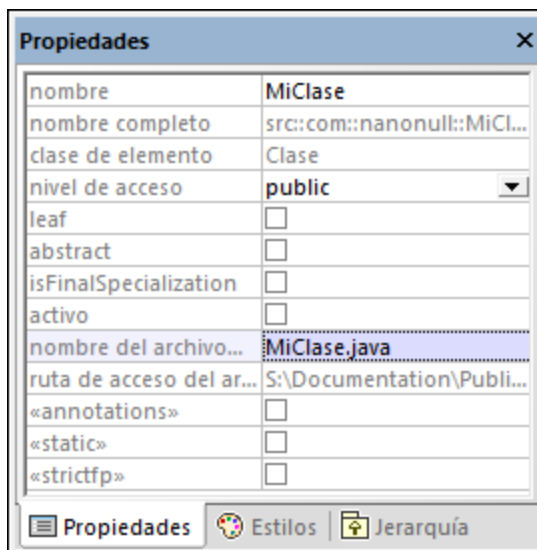 Propiedades
nombre MiClase
nombre completo src::com::nanonull::MiCl...
clase de elemento Clase
nivel de acceso public
leaf
abstract
isFinalSpecialization
activo
nombre del archivo... MiClase.java
ruta de acceso del ar... S:\Documentation\Publi...
«annotations»
«static»
«strictfp»
Propiedades Estilos Jerarquía